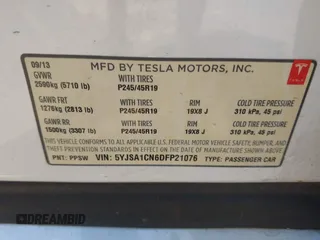 09/13 MFD BY TESLA MOTORS, INC.
GVWR WITH TIRES
2590kg (5710 lb) P245/45R19
TESLA
GAWR FRT WITH TIRES RIM COLD TIRE PRESSURE
1276kg (2813 lb) P245/45R19 19X8 J 310 kPa, 45 psi
GAWR RR WITH TIRES RIM COLD TIRE PRESSURE
1500kg (3307 lb) P245/45R19 19X8 J 310 kPa, 45 psi
CONFORMS TO ALL APPLICABLE U.S. FEDERAL MOTOR VEHICLE SAFETY, BUMPER, AND
THEFT PREVENTION STANDARDS IN EFFECT ON THE DATE OF MANUFACTURE SHOWN ABOVE.
PNT: PPSW VIN: 5YJSA1CN6DFP21076 TYPE: PASSENGER CAR
DREAMBID